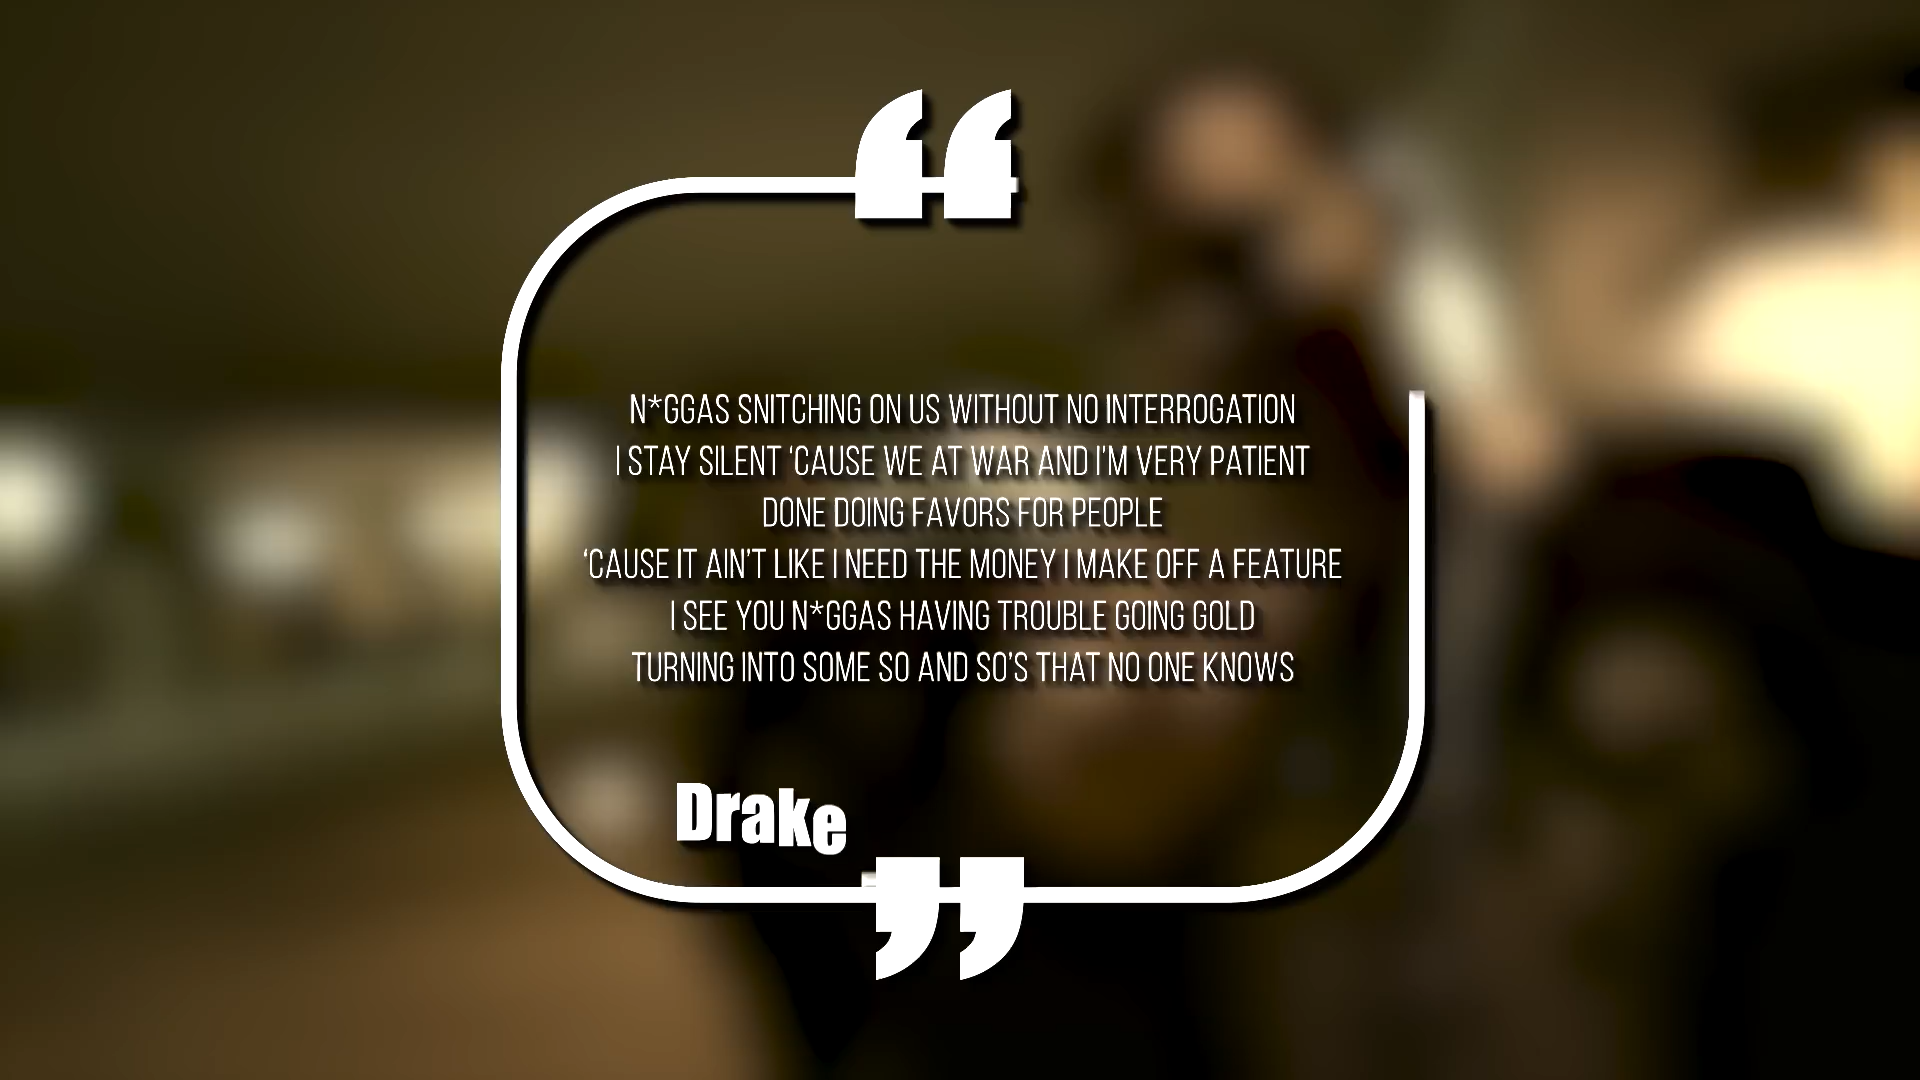 N*GGAS SNITCHING ON US WITHOUT NO INTERROGATION
I STAY SILENT ‘CAUSE WE AT WAR AND I’M VERY PATIENT
DONE DOING FAVORS FOR PEOPLE
‘CAUSE IT AIN’T LIKE I NEED THE MONEY I MAKE OFF A FEATURE
I SEE YOU N*GGAS HAVING TROUBLE GOING GOLD
TURNING INTO SOME SO AND SO’S THAT NO ONE KNOWS
Drake